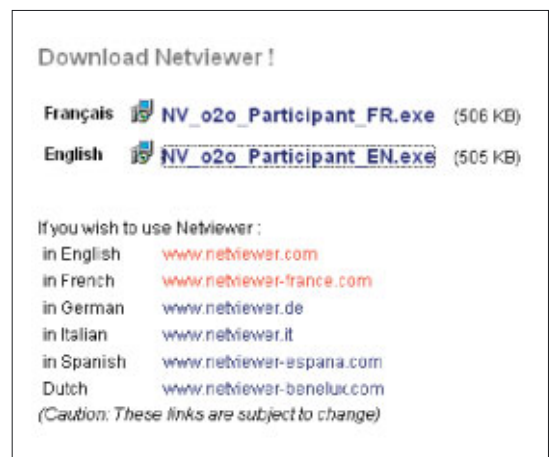 Download Netviewer !
Français NV_o2o_Participant_FR.exe (506 KB)
English NV_o2o_Participant_EN.exe (505 KB)
If you wish to use Netviewer :
in English www.netviewer.com
in French www.netviewer-france.com
in German www.netviewer.de
in Italian www.netviewer.it
in Spanish www.netviewer-espana.com
Dutch www.netviewer-benelux.com
(Caution: These links are subject to change)